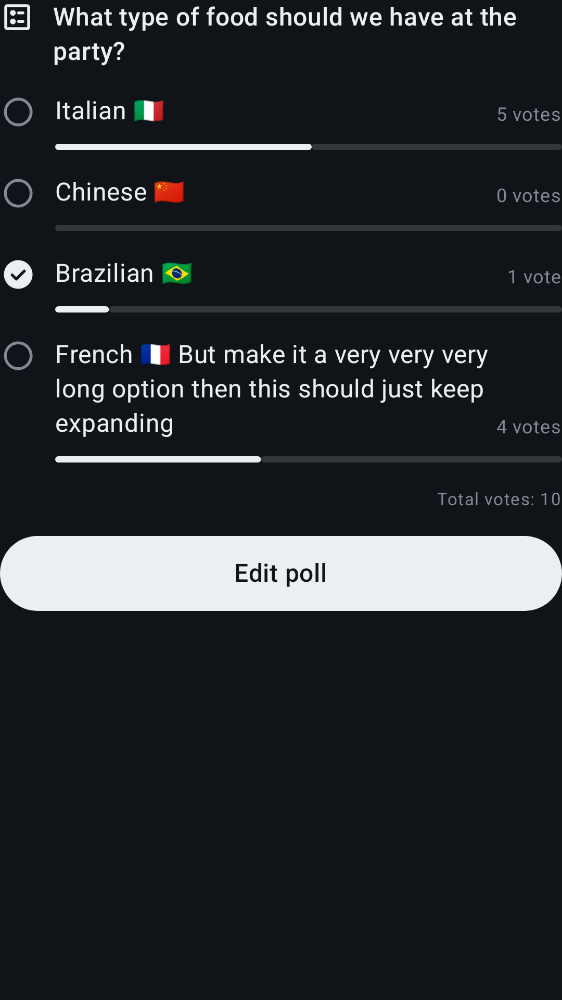 What type of food should we have at the
party?
Italian 🇮🇹
5 votes
Chinese 🇨🇳
0 votes
Brazilian 🇧🇷
1 vote
French 🇫🇷 But make it a very very very
long option then this should just keep
expanding
4 votes
Total votes: 10
Edit poll